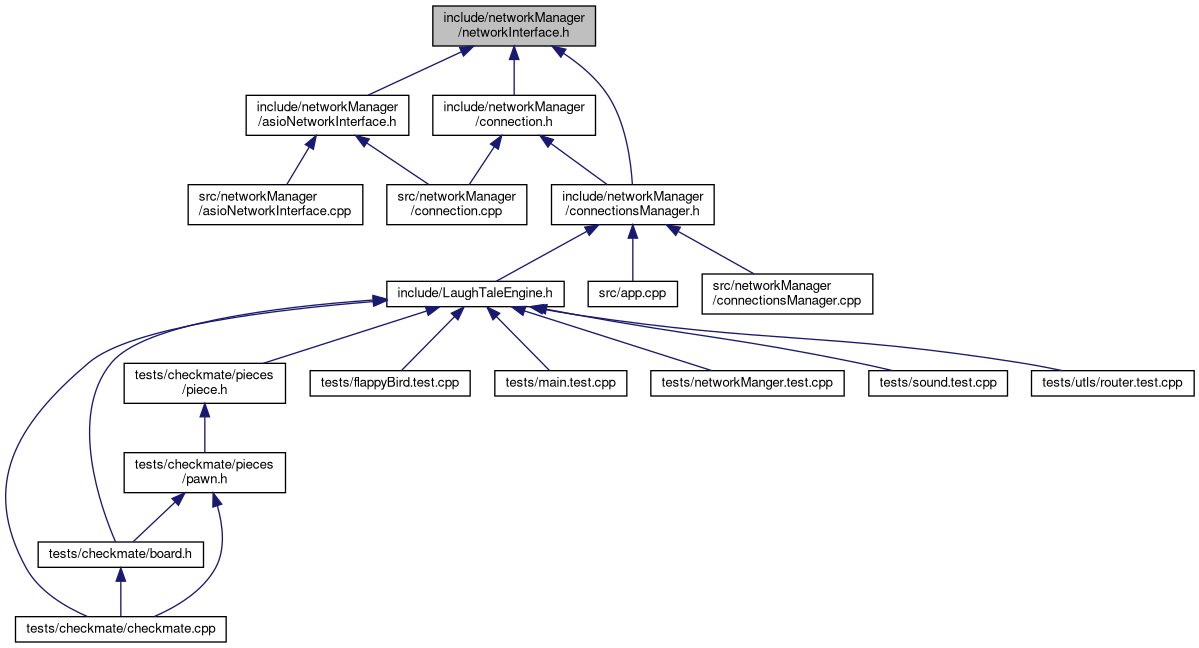 include/networkManager
/networkInterface.h
include/networkManager
/asioNetworkInterface.h
include/networkManager
/connection.h
src/networkManager
/asioNetworkInterface.cpp
src/networkManager
/connection.cpp
include/networkManager
/connectionsManager.h
include/LaughTaleEngine.h
src/app.cpp
src/networkManager
/connectionsManager.cpp
tests/checkmate/pieces
/piece.h
tests/flappyBird.test.cpp
tests/main.test.cpp
tests/networkManger.test.cpp
tests/sound.test.cpp
tests/utls/router.test.cpp
tests/checkmate/pieces
/pawn.h
tests/checkmate/board.h
tests/checkmate/checkmate.cpp